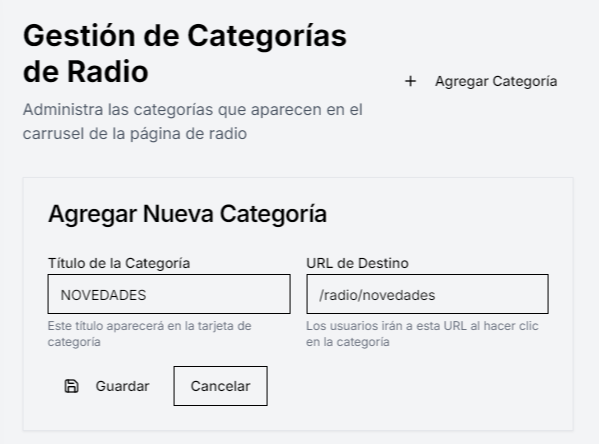 Gestión de Categorías
de Radio
Agregar Categoría
Administra las categorías que aparecen en el
carrusel de la página de radio
Agregar Nueva Categoría
Título de la Categoría
NOVEDADES
Este título aparecerá en la tarjeta de
categoría
URL de Destino
/radio/novedades
Los usuarios irán a esta URL al hacer clic
en la categoría
Guardar
Cancelar